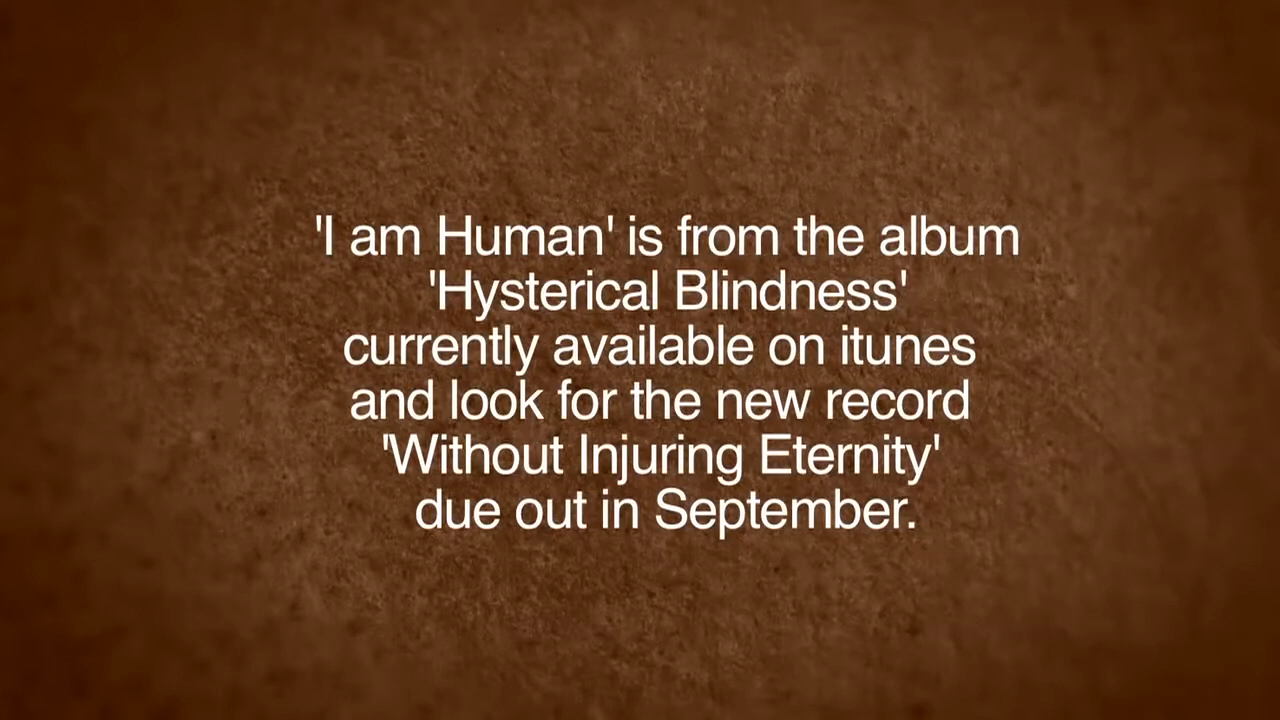 'I am Human' is from the album
'Hysterical Blindness'
currently available on itunes
and look for the new record
'Without Injuring Eternity'
due out in September.